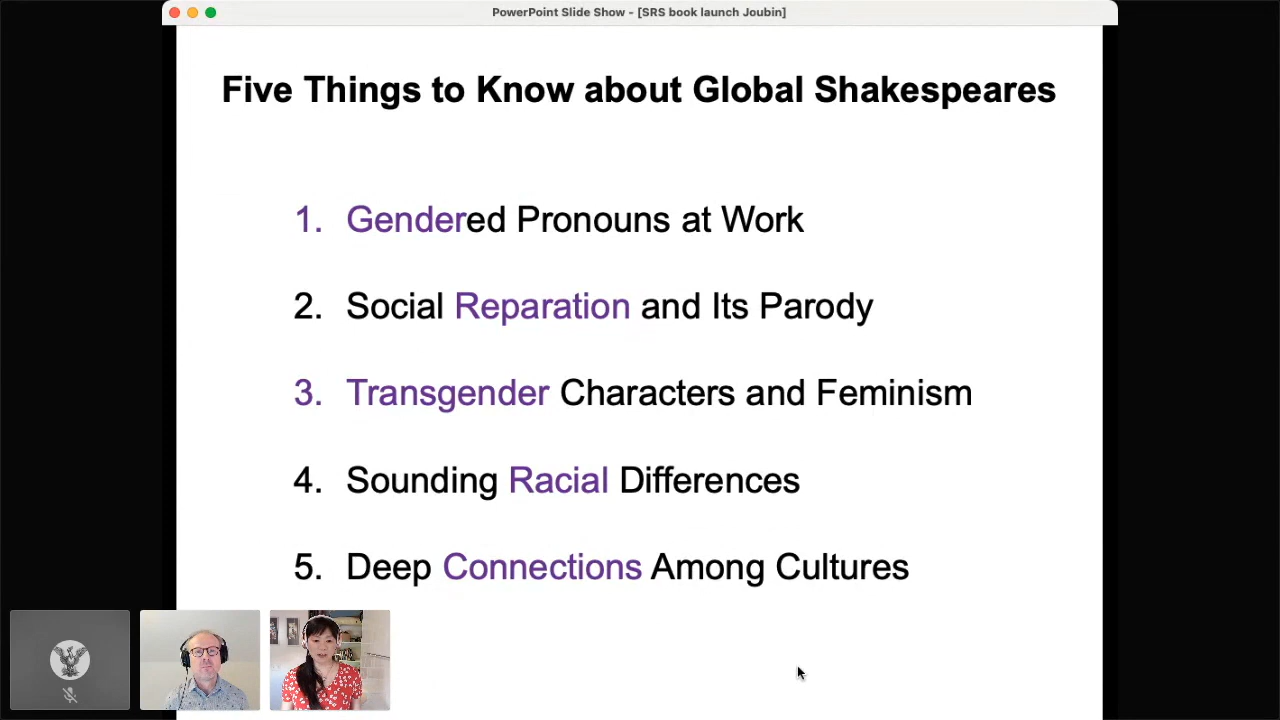 PowerPoint Slide Show - [SRS book launch Joubin]
Five Things to Know about Global Shakespeares
1. Gendered Pronouns at Work
2. Social Reparation and Its Parody
3. Transgender Characters and Feminism
4. Sounding Racial Differences
5. Deep Connections Among Cultures